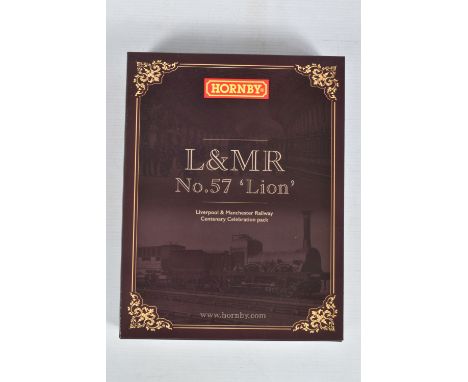 HORNBY
L&MR
No.57 ‘Lion’
Liverpool & Manchester Railway
Centenary Celebration pack
www.hornby.com